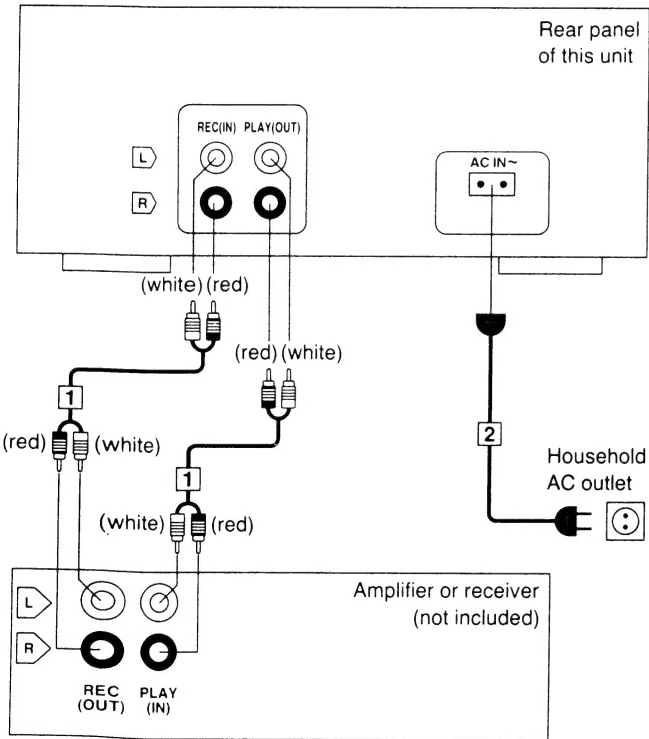 Rear panel
of this unit
REC(IN) PLAY(OUT)
L
R
AC IN~
(white) (red)
(red) (white)
1
2
(red) (white)
1
Household
AC outlet
(white) (red)
Amplifier or receiver
(not included)
L
R
REC PLAY
(OUT) (IN)